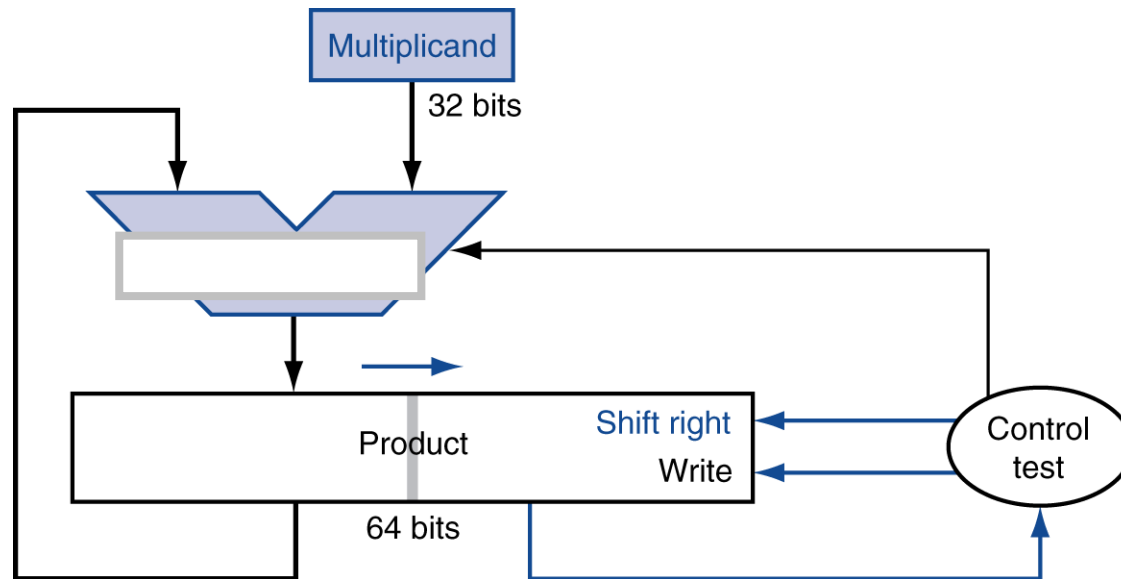 Multiplicand
32 bits
Product
Shift right
Write
64 bits
Control
test